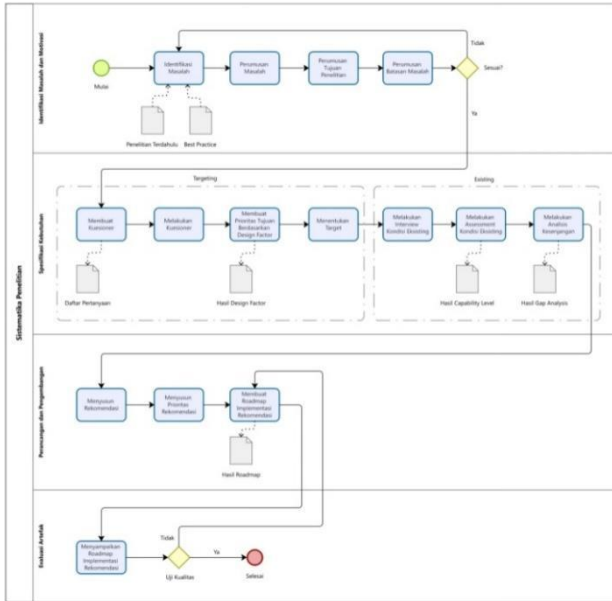 Sistematika Penelitian
Identifikasi Masalah dan Motivasi
Mulai
Identifikasi
Masalah
Perumusan
Masalah
Perumusan
Tujuan
Penelitian
Perumusan
Batasan Masalah
Tidak
Sesuai?
Ya
Penelitian Terdahulu
Best Practice
Spesifikasi Kebutuhan
Targeting
Existing
Membuat
Kuesioner
Melakukan
Kuesioner
Membuat
Prioritas Tujuan
Berdasarkan
Design Factor
Menentukan
Target
Melakukan
Interview
Kondisi Eksisting
Melakukan
Assessment
Kondisi Eksisting
Melakukan
Analisis
Kesenjangan
Daftar Pertanyaan
Hasil Design Factor
Hasil Capability Level
Hasil Gap Analysis
Perancangan dan Pengembangan
Menyusun
Rekomendasi
Menyusun
Prioritas
Rekomendasi
Membuat
Roadmap
Implementasi
Rekomendasi
Hasil Roadmap
Evaluasi Artefak
Menyampaikan
Roadmap
Implementasi
Rekomendasi
Tidak
Uji Kualitas
Ya
Selesai